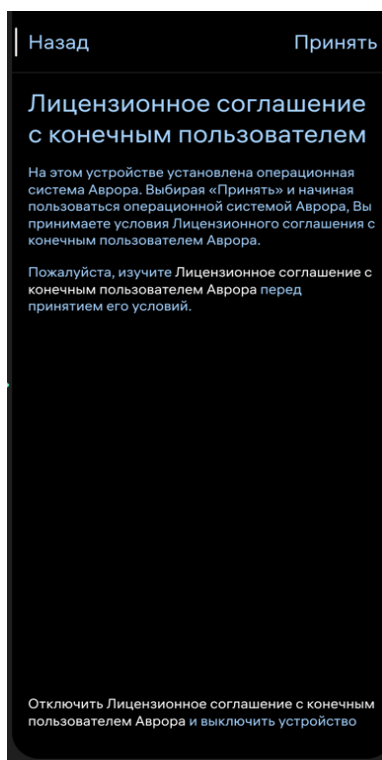 Назад Принять
Лицензионное соглашение
с конечным пользователем
На этом устройстве установлена операционная
система Аврора. Выбирая «Принять» и начиная
пользоваться операционной системой Аврора, Вы
принимаете условия Лицензионного соглашения с
конечным пользователем Аврора.
Пожалуйста, изучите Лицензионное соглашение с
конечным пользователем Аврора перед
принятием его условий.
Отключить Лицензионное соглашение с конечным
пользователем Аврора и выключить устройство